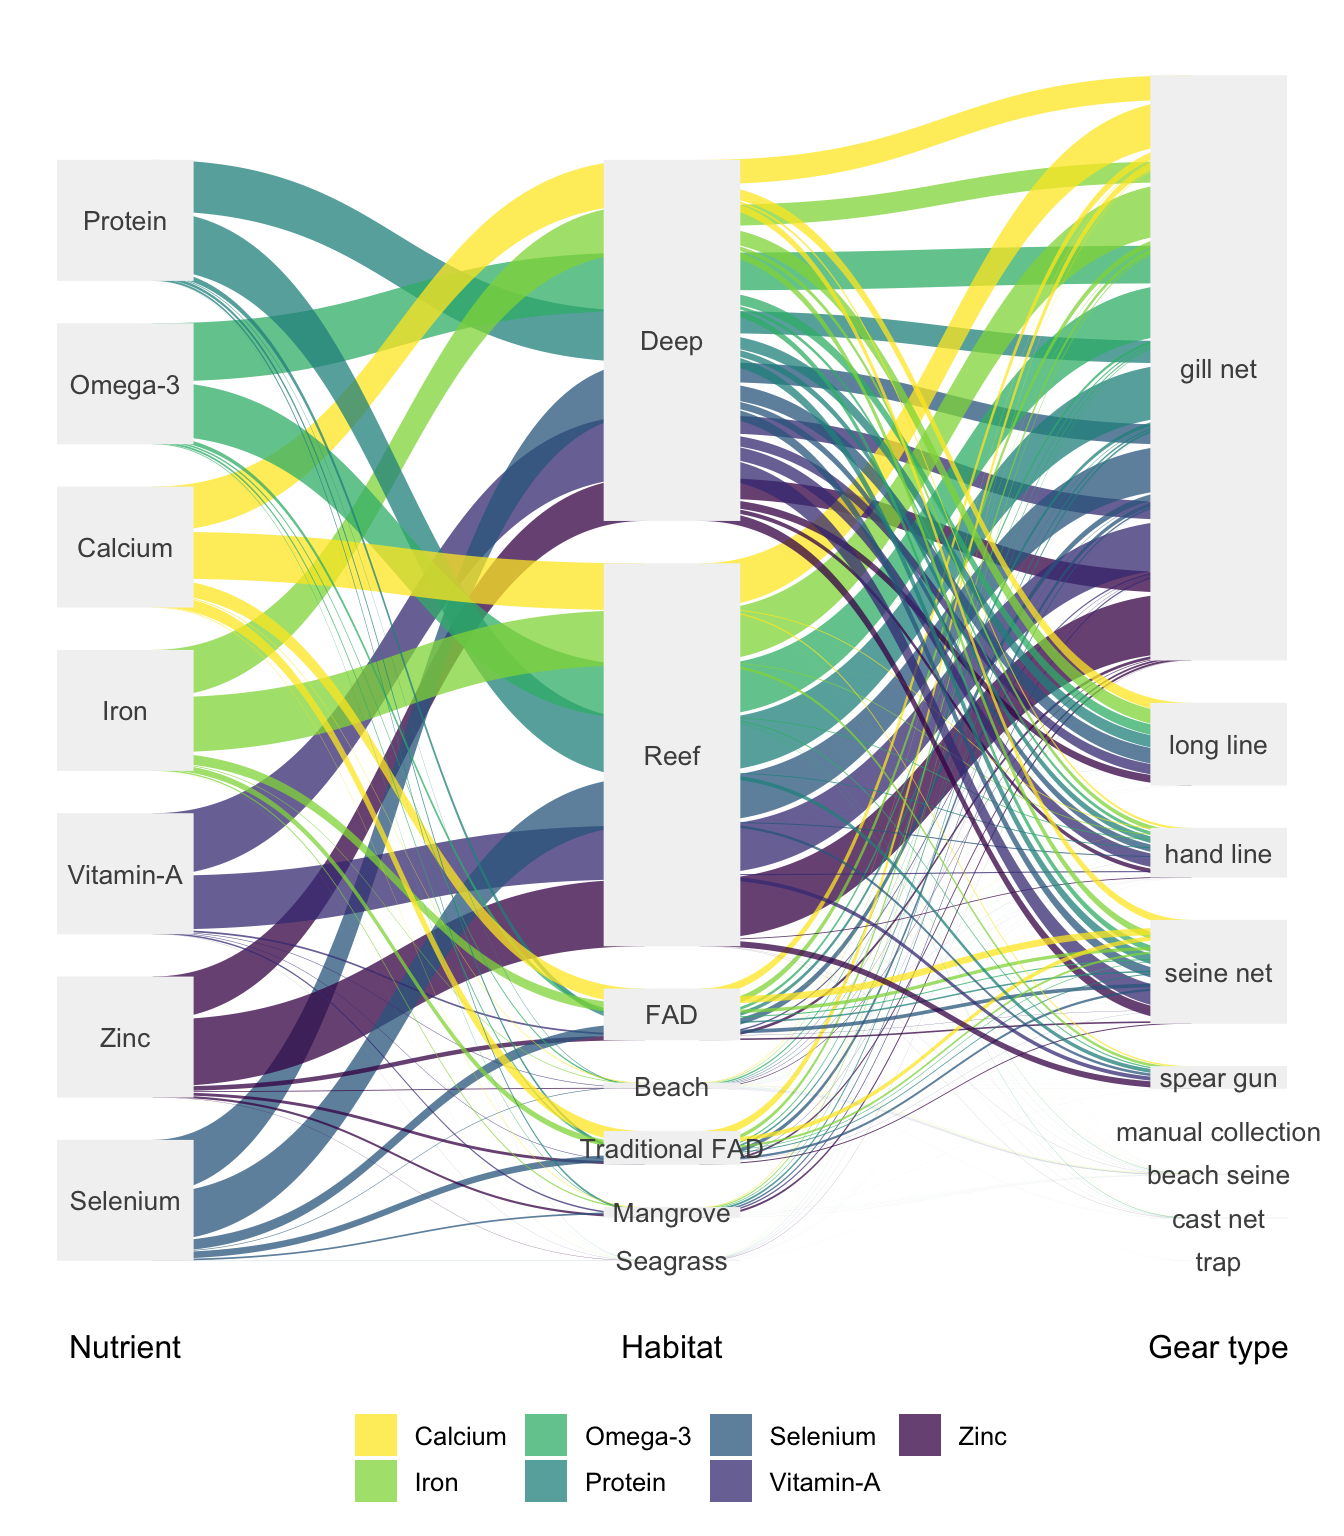 Protein
Omega-3
Calcium
Iron
Vitamin-A
Zinc
Selenium
Deep
Reef
FAD
Beach
Traditional FAD
Mangrove
Seagrass
gill net
long line
hand line
seine net
spear gun
manual collection
beach seine
cast net
trap
Nutrient
Habitat
Gear type
Calcium
Omega-3
Selenium
Zinc
Iron
Protein
Vitamin-A